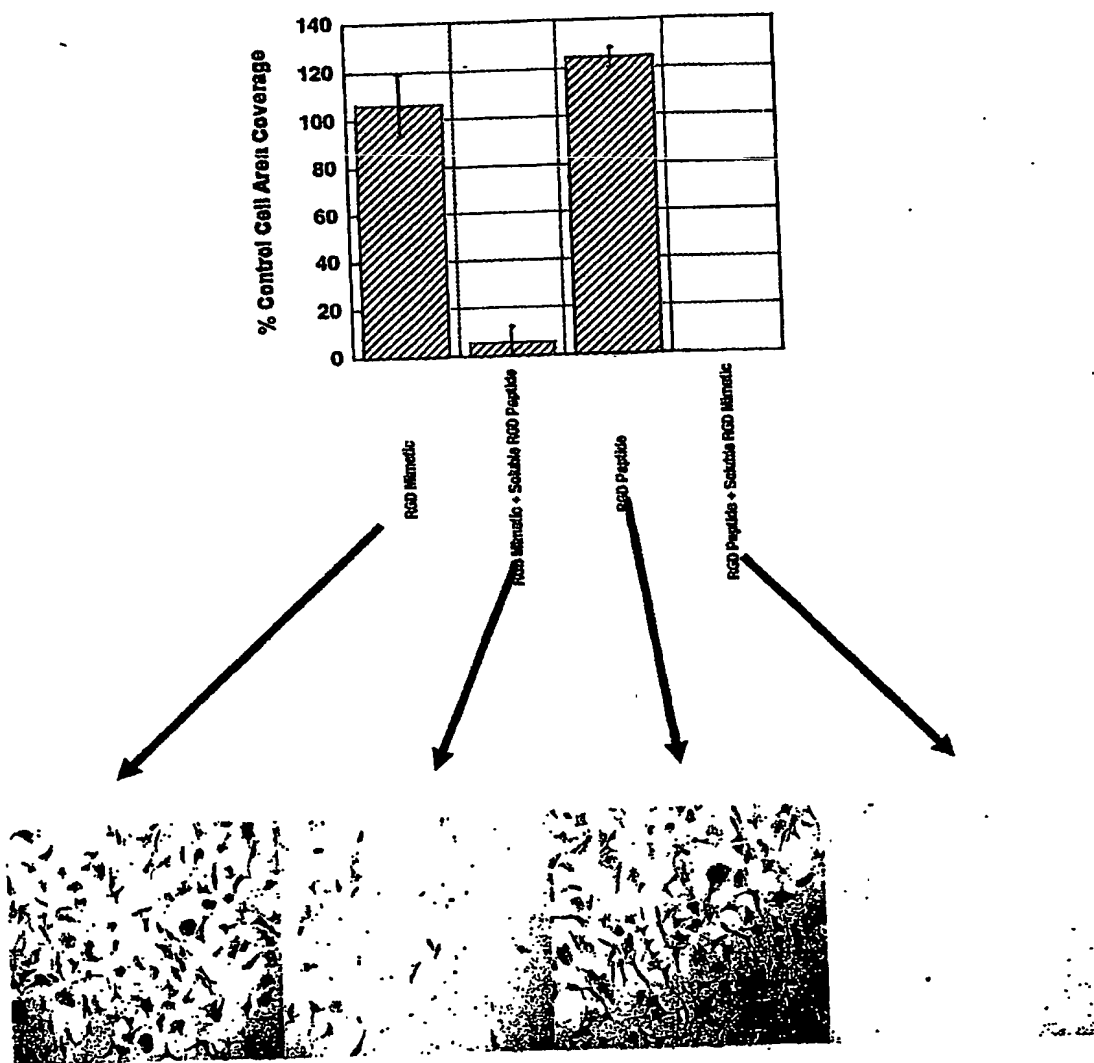 % Control Cell Area Coverage
140
120
100
80
60
40
20
0
RGD Mimetic
RGD Mimetic + Soluble RGD Peptide
RGD Peptide
RGD Peptide + Soluble RGD Mimetic